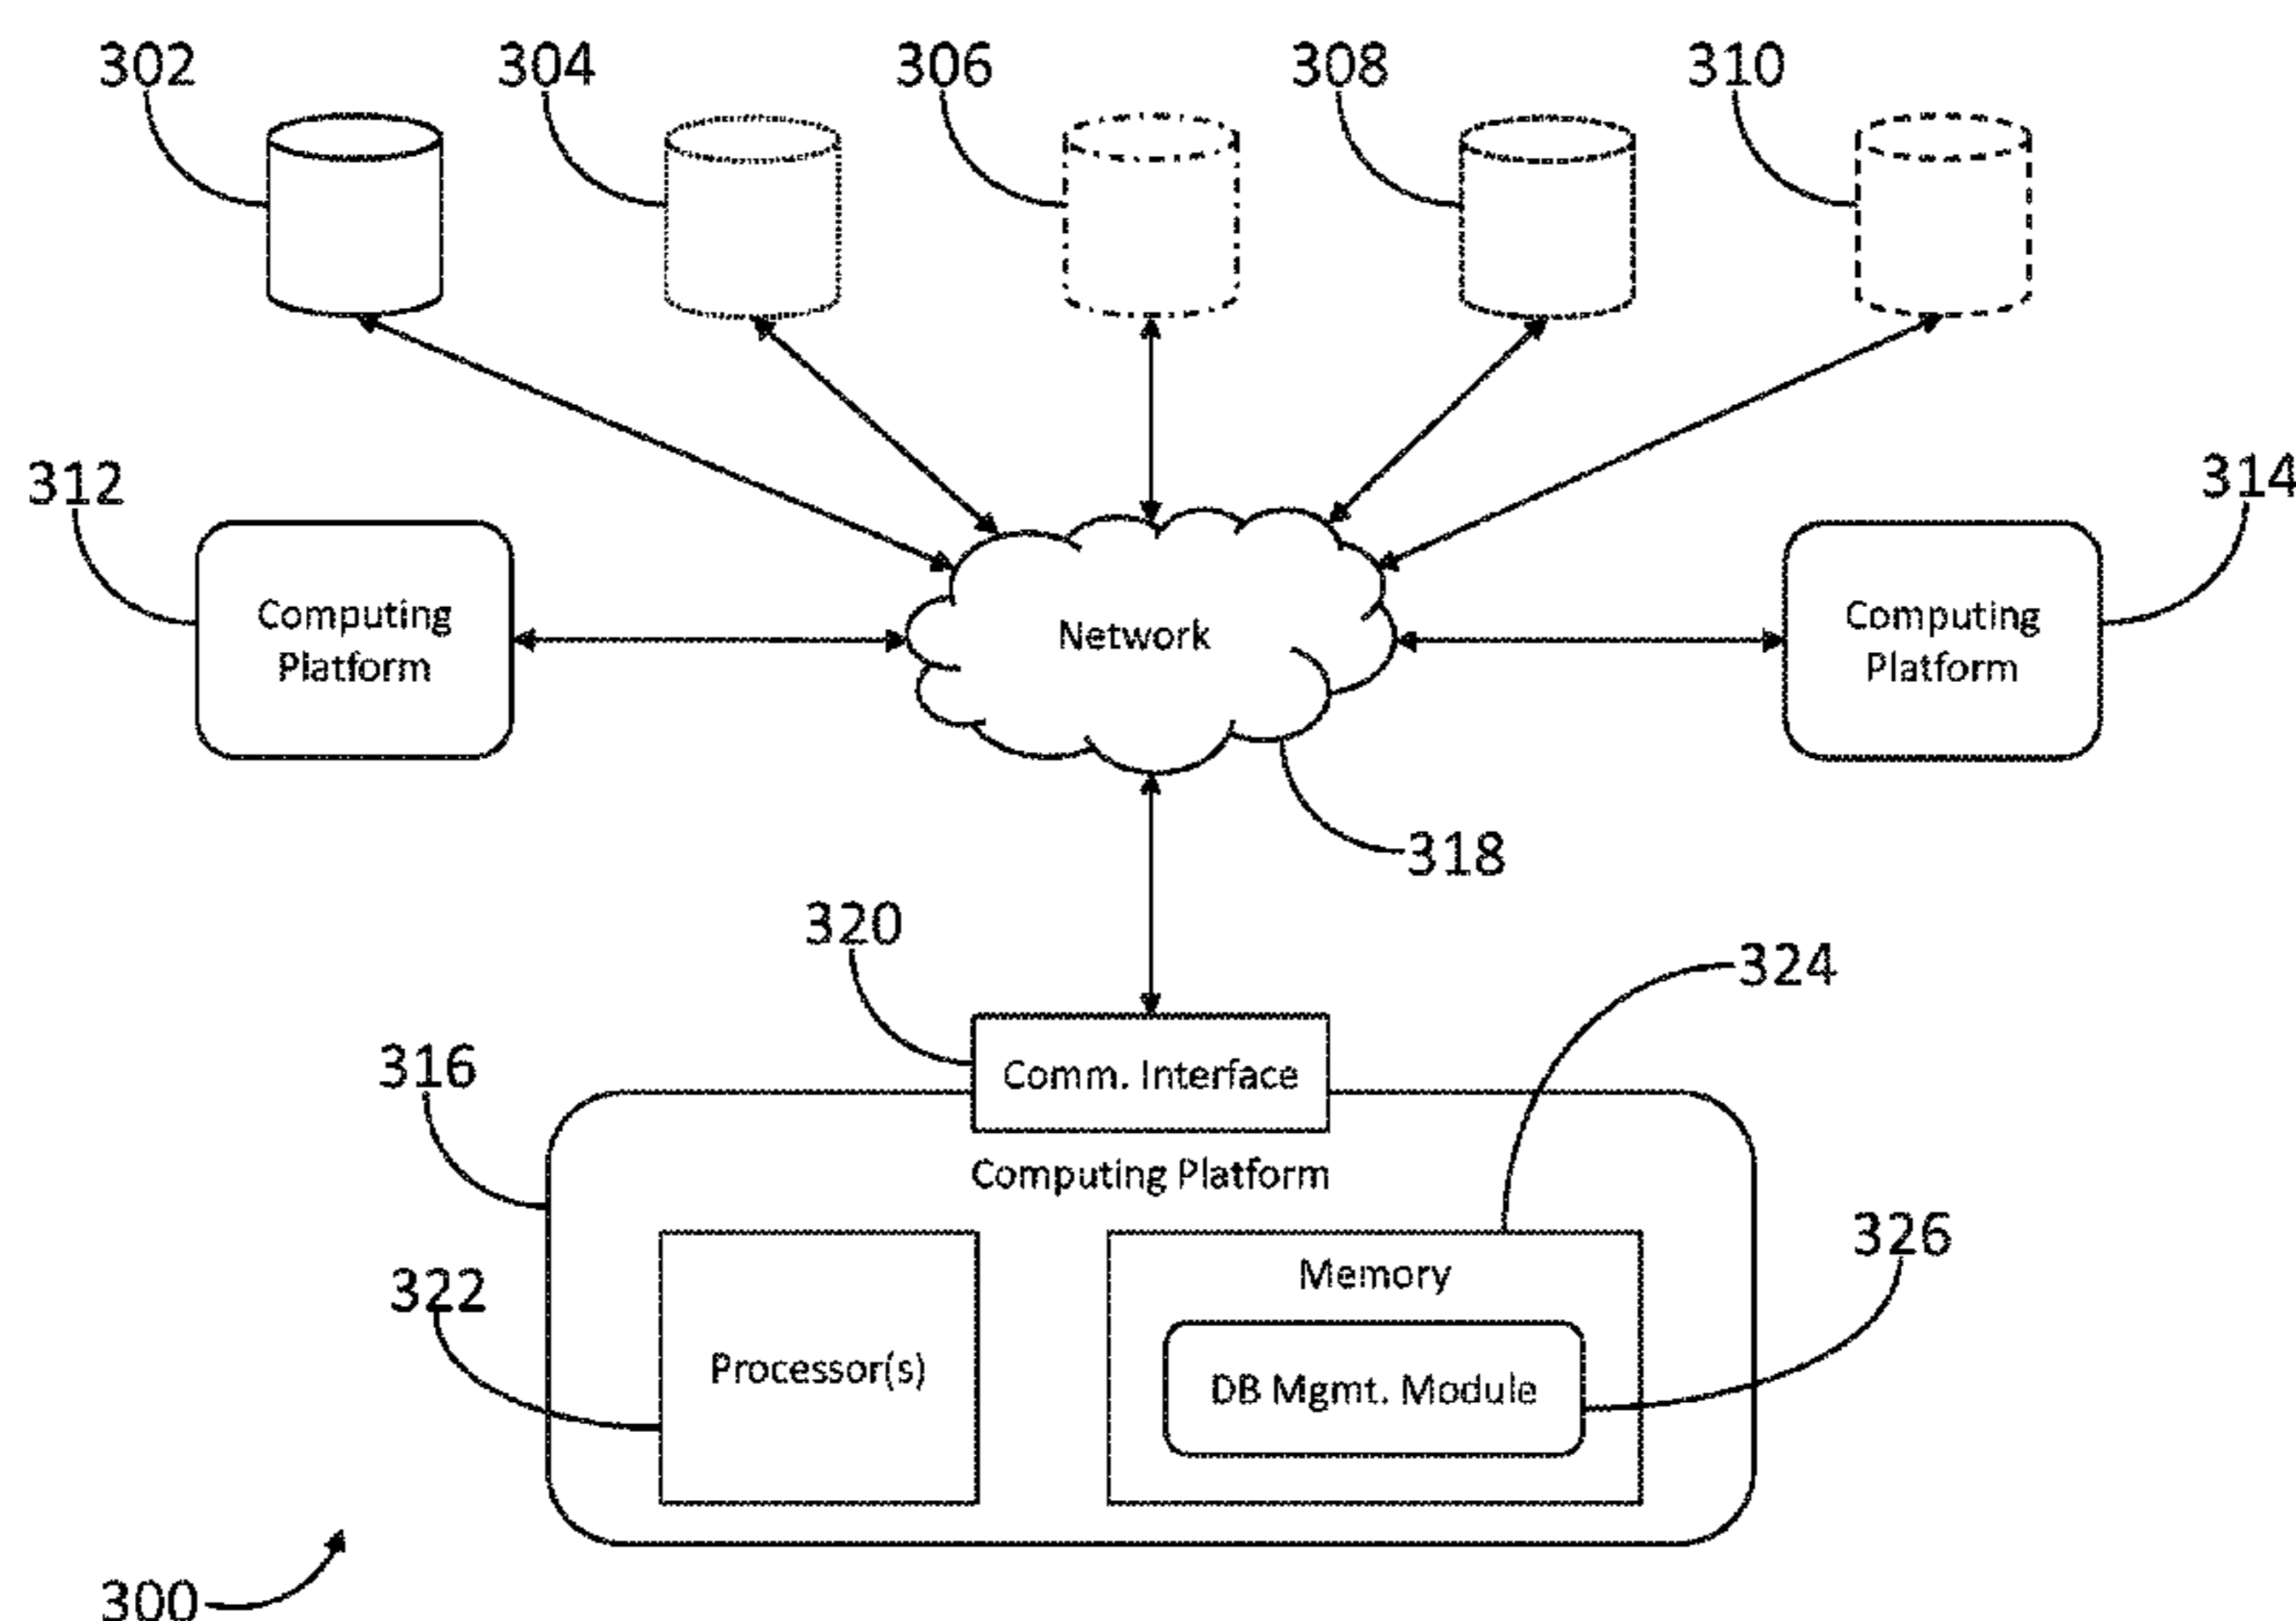 302
304
306
308
310
312
314
Computing
Platform
Network
Computing
Platform
318
320
324
316
Comm. Interface
Computing Platform
326
322
Memory
Processor(s)
DB Mgmt. Module
300